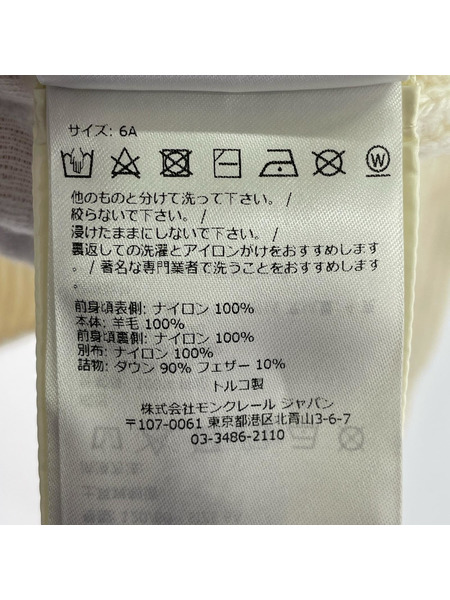 サイズ: 6A
W
他のものと分けて洗って下さい。/
絞らないで下さい。/
浸けたままにしないで下さい。/
裏返しての洗濯とアイロンがけをおすすめします
。/ 著名な専門業者で洗うことをおすすめします
。
前身頃表側: ナイロン 100%
本体: 羊毛 100%
前身頃裏側: ナイロン 100%
別布: ナイロン 100%
詰物: ダウン 90% フェザー 10%
トルコ製
株式会社モンクレール ジャパン
〒107-0061 東京都港区北青山3-6-7
03-3486-2110